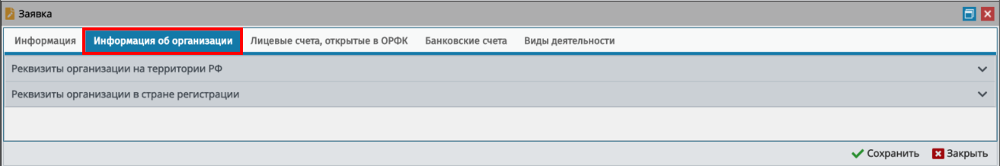 Заявка
Информация Информация об организации Лицевые счета, открытые в ОРФК Банковские счета Виды деятельности
Реквизиты организации на территории РФ
Реквизиты организации в стране регистрации
Сохранить Закрыть